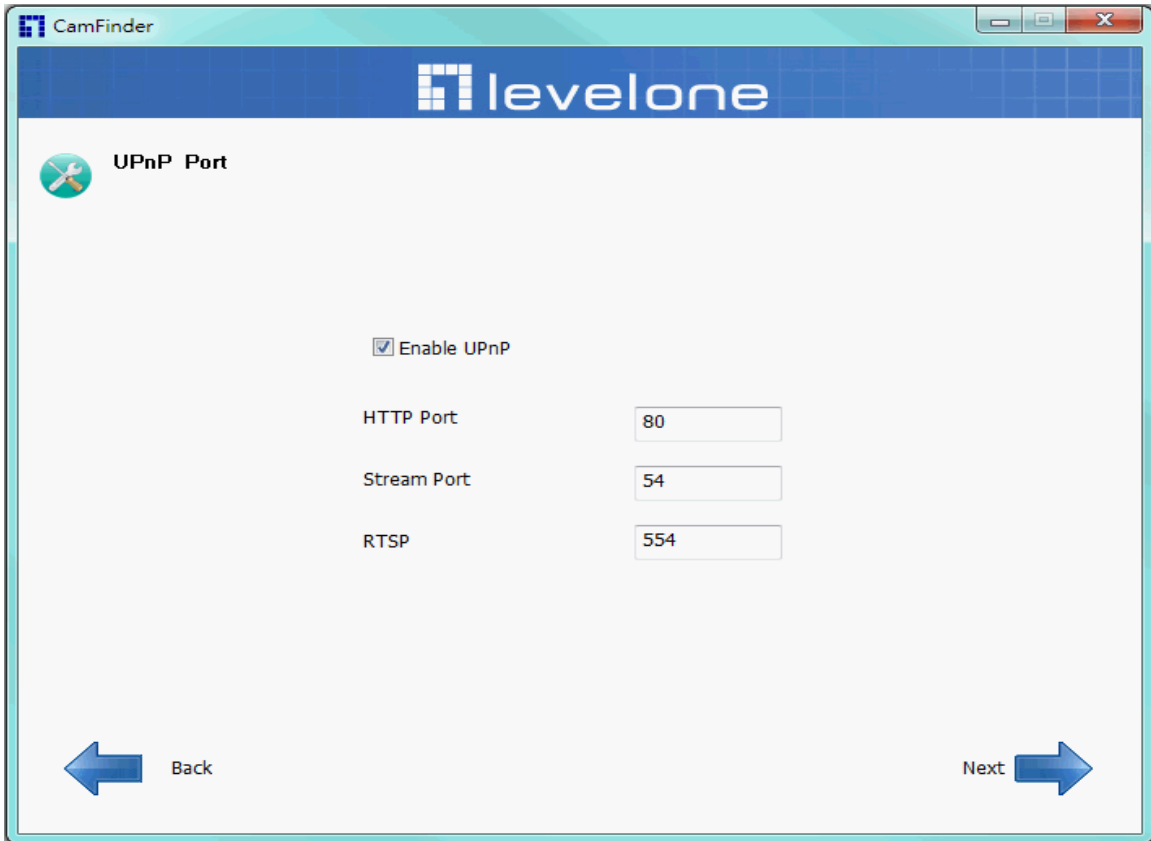 CamFinder
levelone
UPnP Port
Enable UPnP
HTTP Port 80
Stream Port 54
RTSP 554
Back
Next